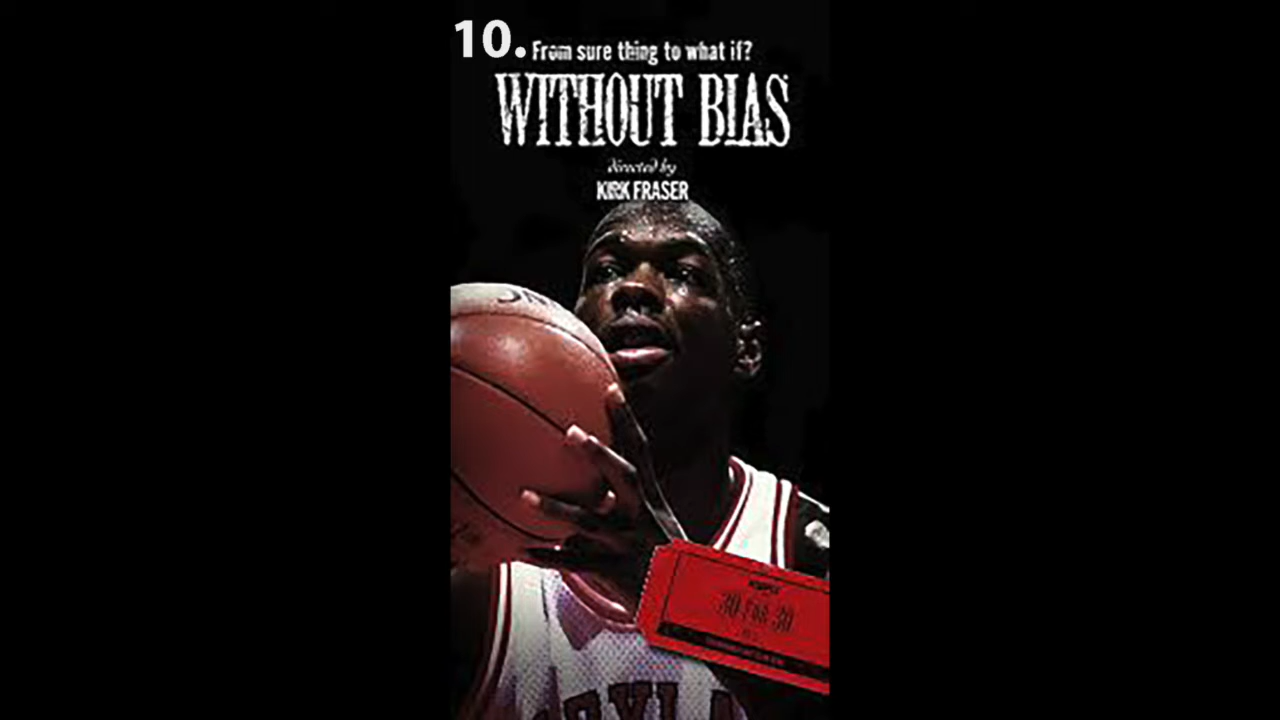 10.
From sure thing to what if?
WITHOUT BIAS
directed by
KIRK FRASER
30 FOR 30